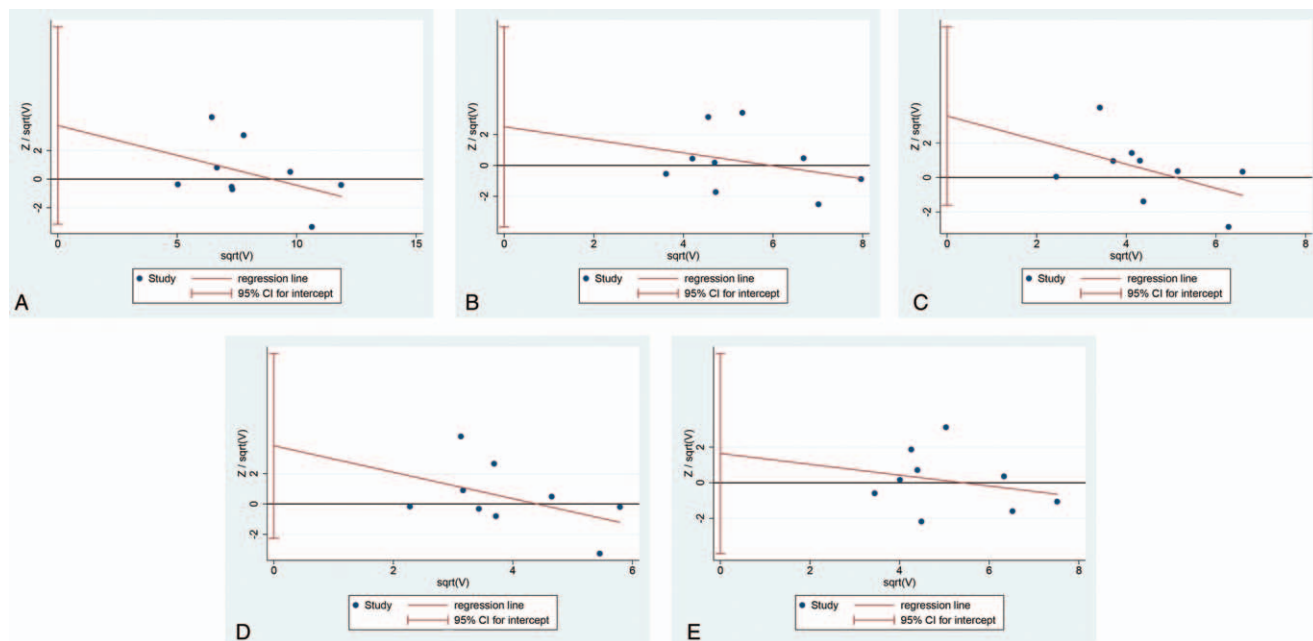 Z / sqrt(V)
2
0
-2
0
5
10
15
sqrt(V)
Study
regression line
95% CI for intercept
A
Z / sqrt(V)
2
0
-2
0
2
4
6
8
sqrt(V)
Study
regression line
95% CI for intercept
B
Z / sqrt(V)
2
0
-2
0
2
4
6
8
sqrt(V)
Study
regression line
95% CI for intercept
C
Z / sqrt(V)
2
0
-2
0
2
4
6
sqrt(V)
Study
regression line
95% CI for intercept
D
Z / sqrt(V)
2
0
-2
0
2
4
6
8
sqrt(V)
Study
regression line
95% CI for intercept
E